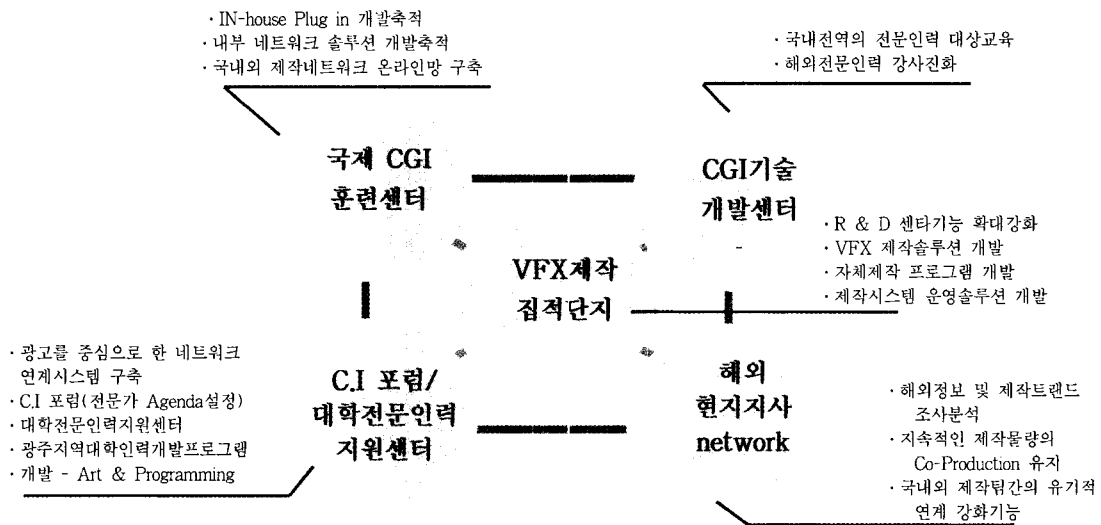 · IN-house Plug in 개발축적
· 내부 네트워크 솔루션 개발축적
· 국내외 제작네트워크 온라인망 구축
· 국내전역의 전문인력 대상교육
· 해외전문인력 강사진화
국제 CGI
훈련센터
CGI기술
개발센터
· R & D 센타기능 확대강화
· VFX 제작솔루션 개발
· 자체제작 프로그램 개발
· 제작시스템 운영솔루션 개발
VFX제작
집적단지
· 광고를 중심으로 한 네트워크
연계시스템 구축
· C.I 포럼(전문가 Agenda설정)
· 대학전문인력지원센터
· 광주지역대학인력개발프로그램
· 개발 - Art & Programming
C.I 포럼/
대학전문인력
지원센터
해외
현지지사
network
· 해외정보 및 제작트랜드
조사분석
· 지속적인 제작물량의
Co-Production 유지
· 국내외 제작팀간의 유기적
연계 강화기능